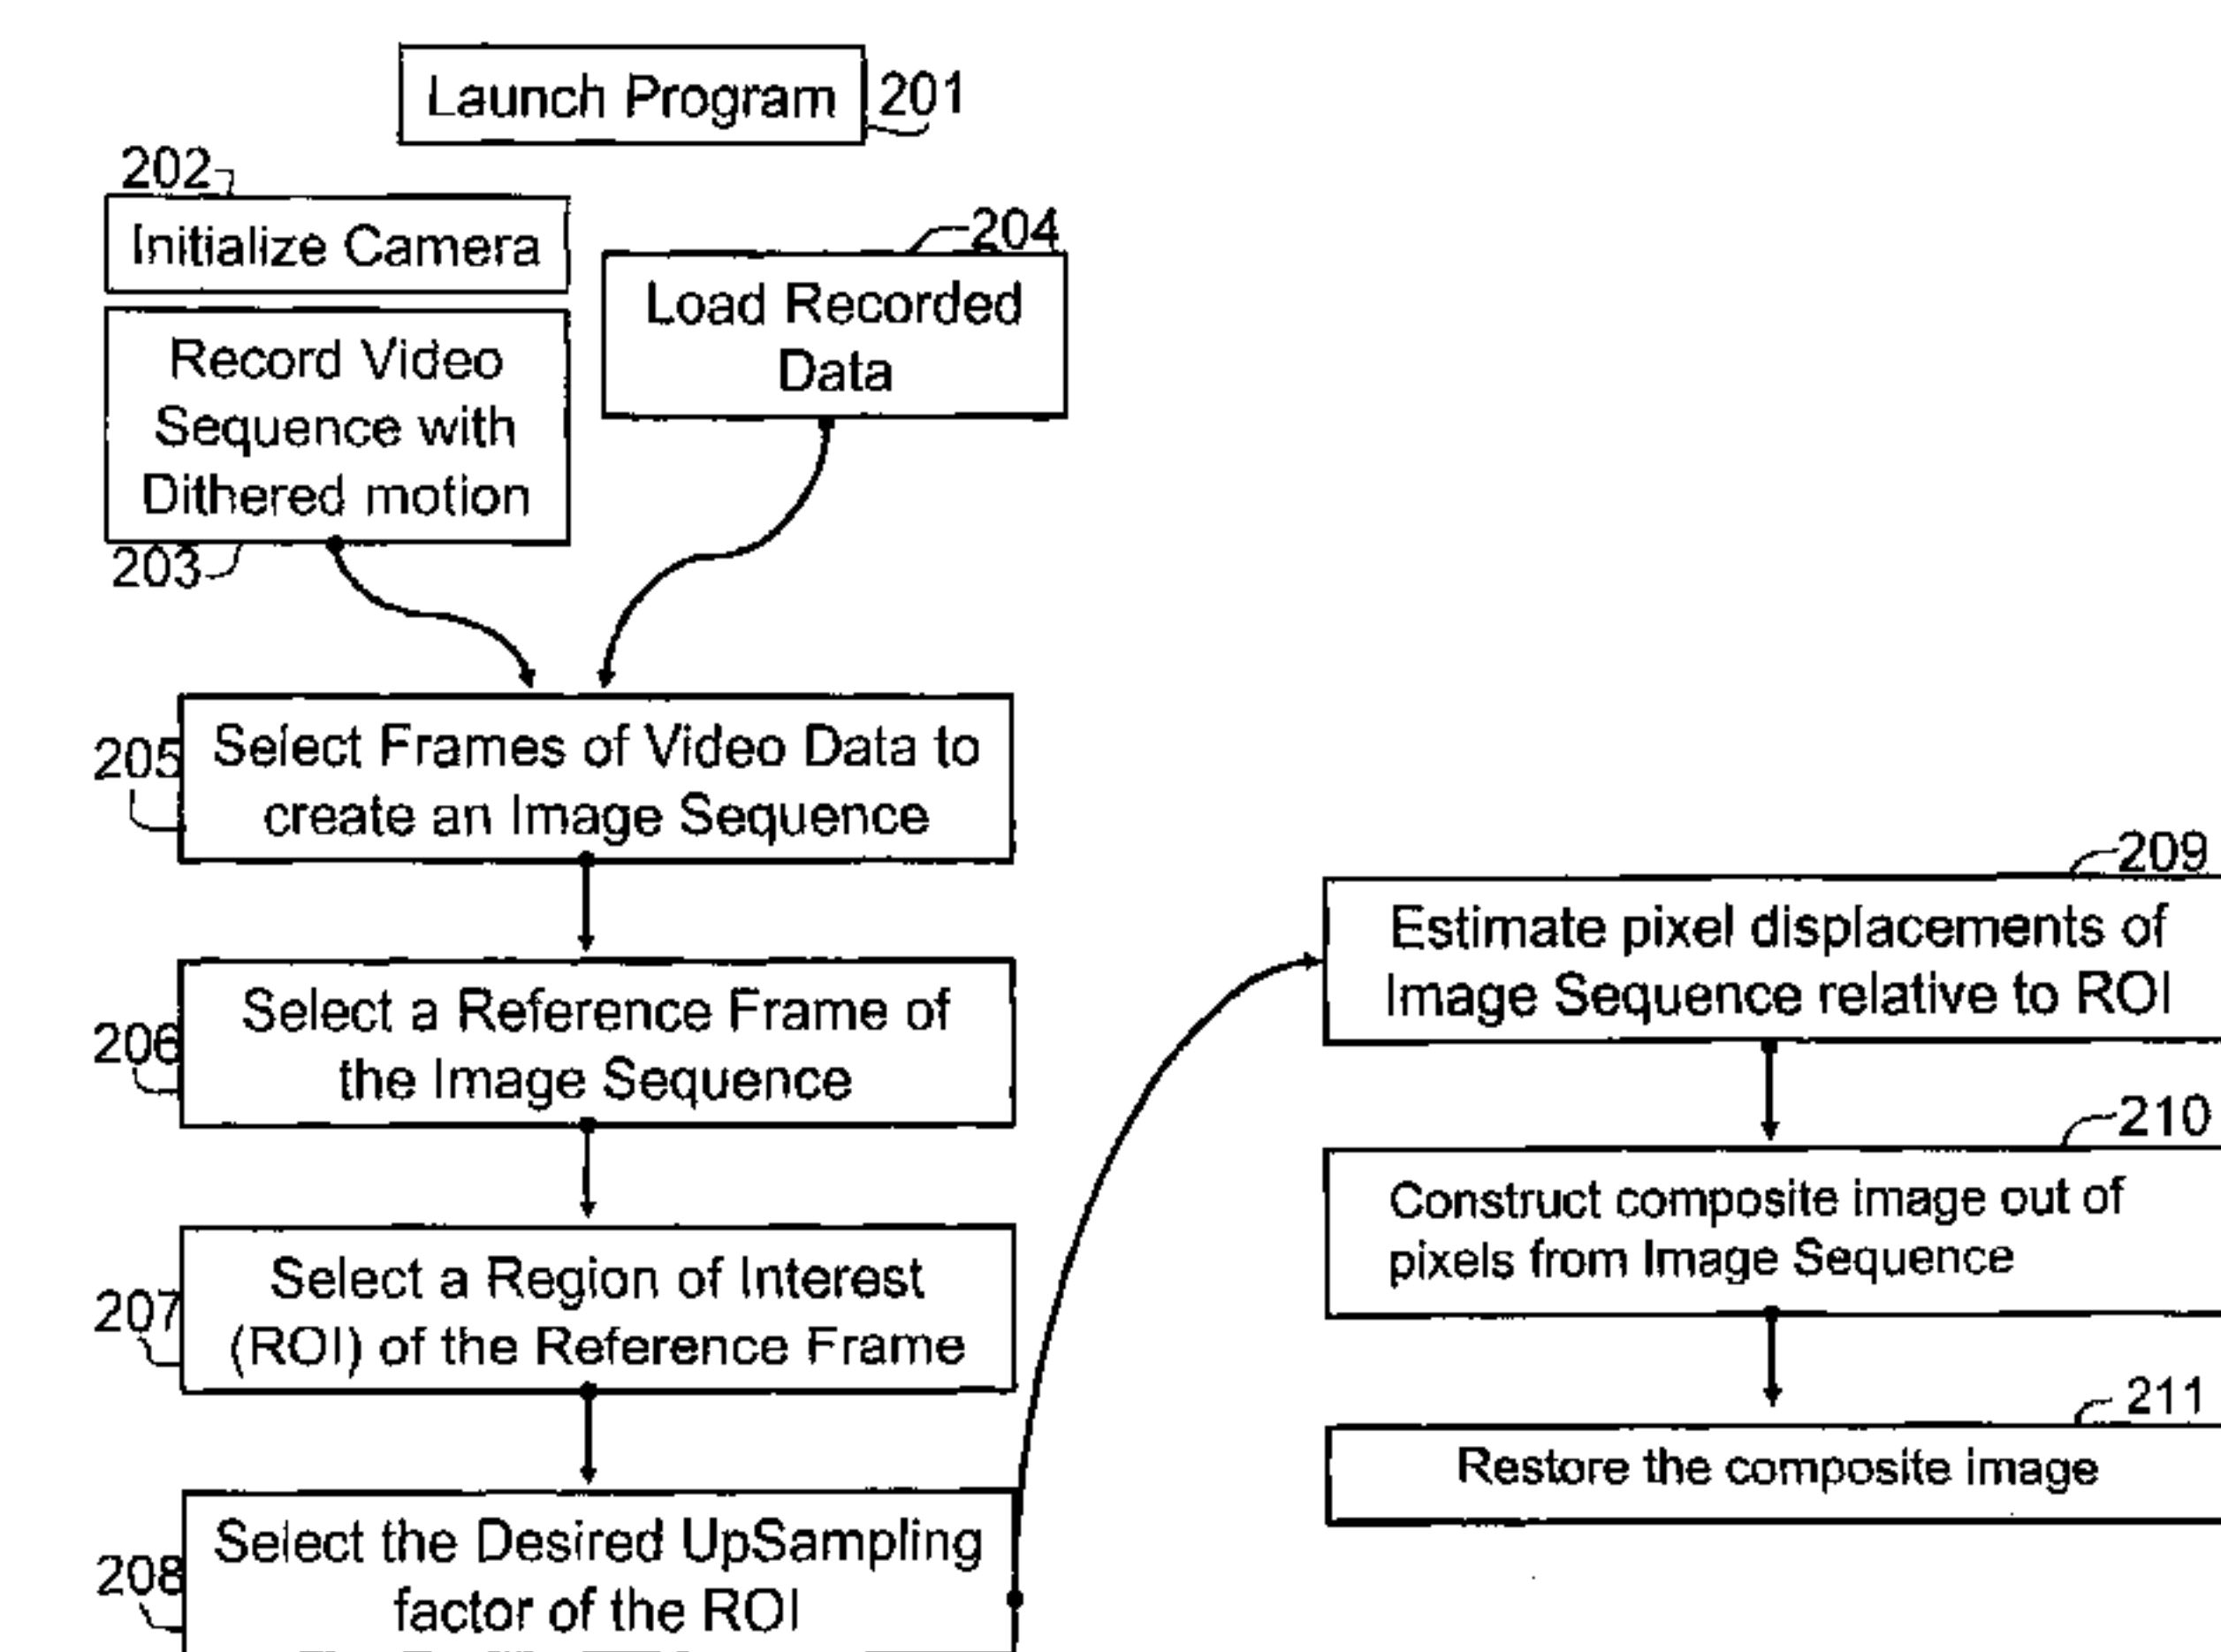 Launch Program
201
202
Initialize Camera
204
Load Recorded
Data
Record Video
Sequence with
Dithered motion
203
205
Select Frames of Video Data to
create an Image Sequence
206
Select a Reference Frame of
the Image Sequence
207
Select a Region of Interest
(ROI) of the Reference Frame
208
Select the Desired UpSampling
factor of the ROI
209
Estimate pixel displacements of
Image Sequence relative to ROI
210
Construct composite image out of
pixels from Image Sequence
211
Restore the composite image